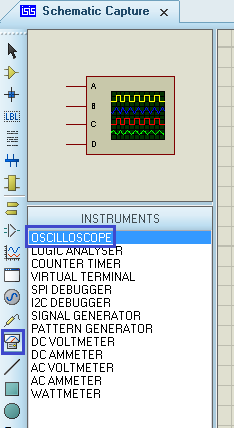 ISIS Schematic Capture
A
B
C
D
LBL
INSTRUMENTS
OSCILLOSCOPE
LOGIC ANALYSER
COUNTER TIMER
VIRTUAL TERMINAL
SPI DEBUGGER
I2C DEBUGGER
SIGNAL GENERATOR
PATTERN GENERATOR
DC VOLTMETER
DC AMMETER
AC VOLTMETER
AC AMMETER
WATTMETER